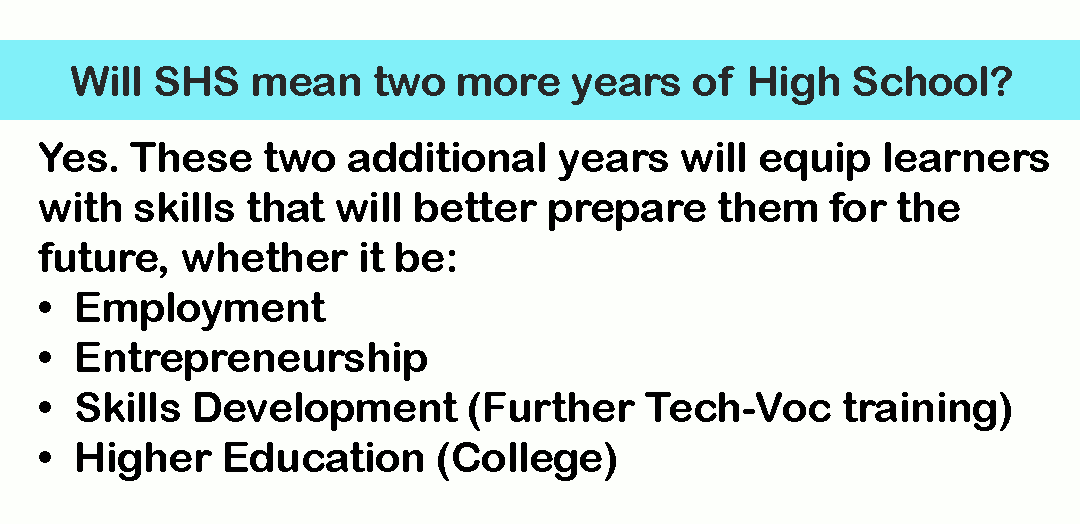 Will SHS mean two more years of High School?
Yes. These two additional years will equip learners
with skills that will better prepare them for the
future, whether it be:
• Employment
• Entrepreneurship
• Skills Development (Further Tech-Voc training)
• Higher Education (College)